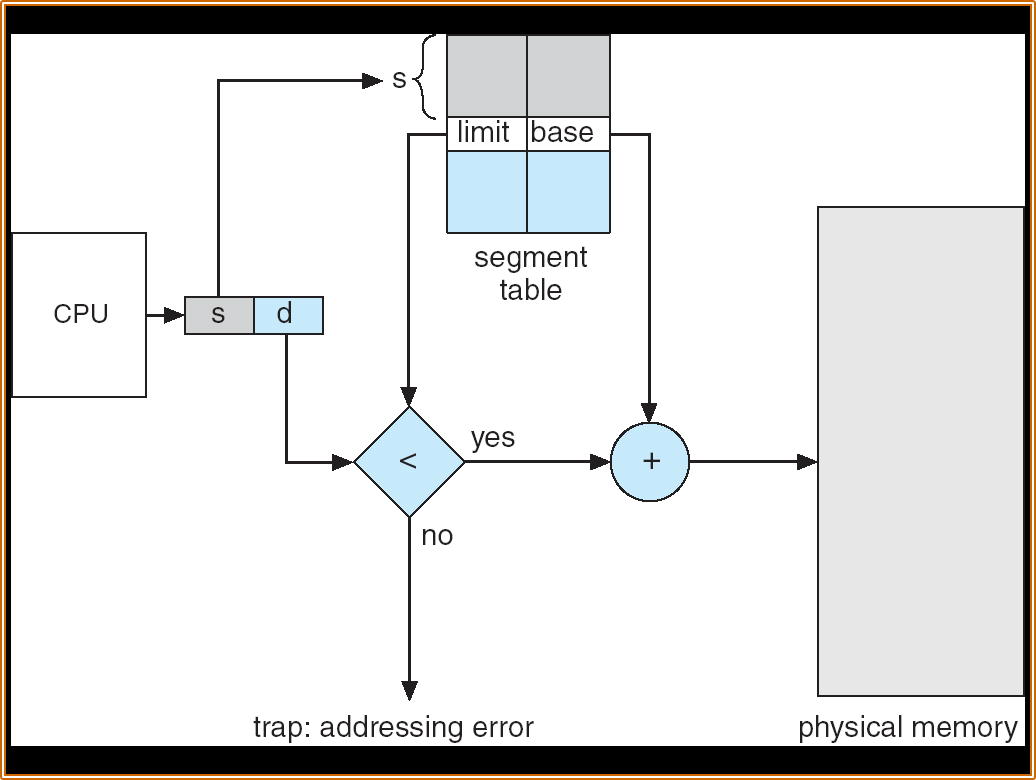 s
limit base
segment
table
CPU
s d
yes
< +
no
trap: addressing error
physical memory